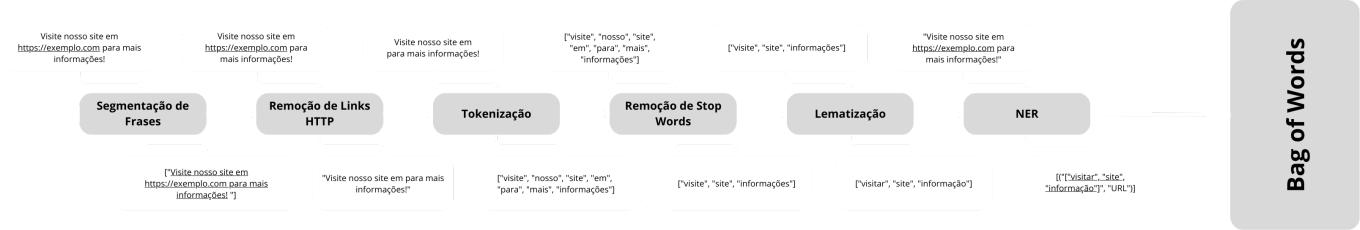 Visite nosso site em
https://exemplo.com para mais
informações!
Visite nosso site em
https://exemplo.com para
mais informações!
Visite nosso site em
para mais informações!
["visite", "nosso", "site",
"em", "para", "mais",
"informações"]
["visite", "site", "informações"]
"Visite nosso site em
https://exemplo.com para
mais informações!"
Segmentação de
Frases
Remoção de Links
HTTP
Tokenização
Remoção de Stop
Words
Lematização
NER
Bag of Words
["Visite nosso site em
https://exemplo.com para mais
informações! "]
"Visite nosso site em para mais
informações!"
["visite", "nosso", "site", "em",
"para", "mais", "informações"]
["visite", "site", "informações"]
["visitar", "site", "informação"]
[("["visitar", "site",
"informação"]", "URL")]